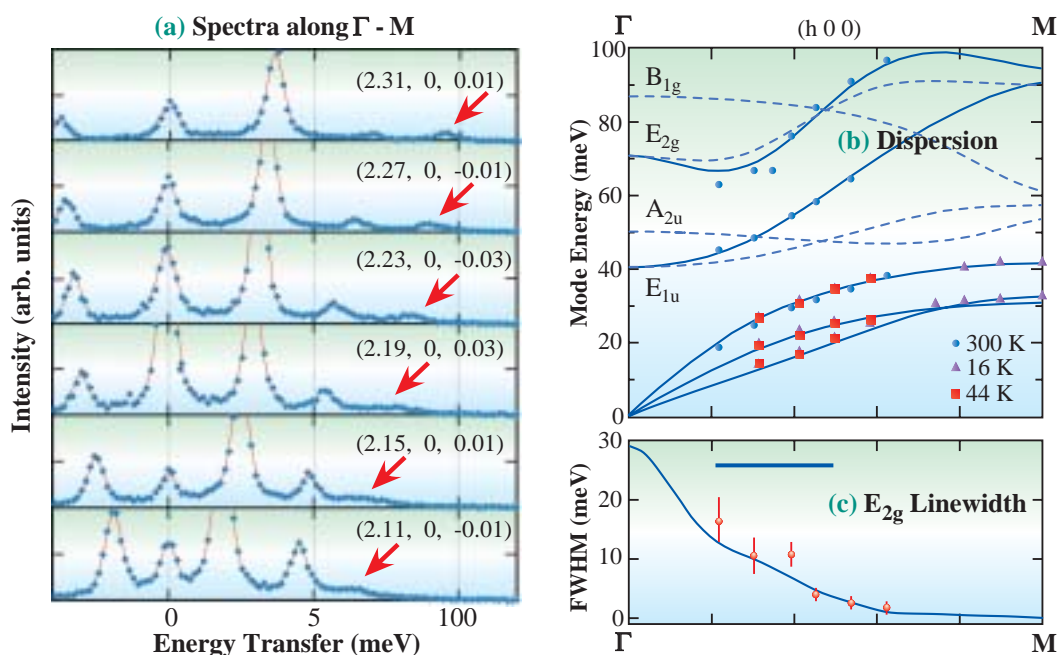 (a) Spectra along Γ - M
(2.31, 0, 0.01)
(2.27, 0, -0.01)
(2.23, 0, -0.03)
(2.19, 0, 0.03)
(2.15, 0, 0.01)
(2.11, 0, -0.01)
Intensity (arb. units)
0 5 100
Energy Transfer (meV)
Γ (h 0 0) M
100
80
60
40
20
0
Mode Energy (meV)
B1g
E2g
A2u
E1u
(b) Dispersion
300 K
16 K
44 K
30
20
10
0
FWHM (meV)
(c) E2g Linewidth
Γ M